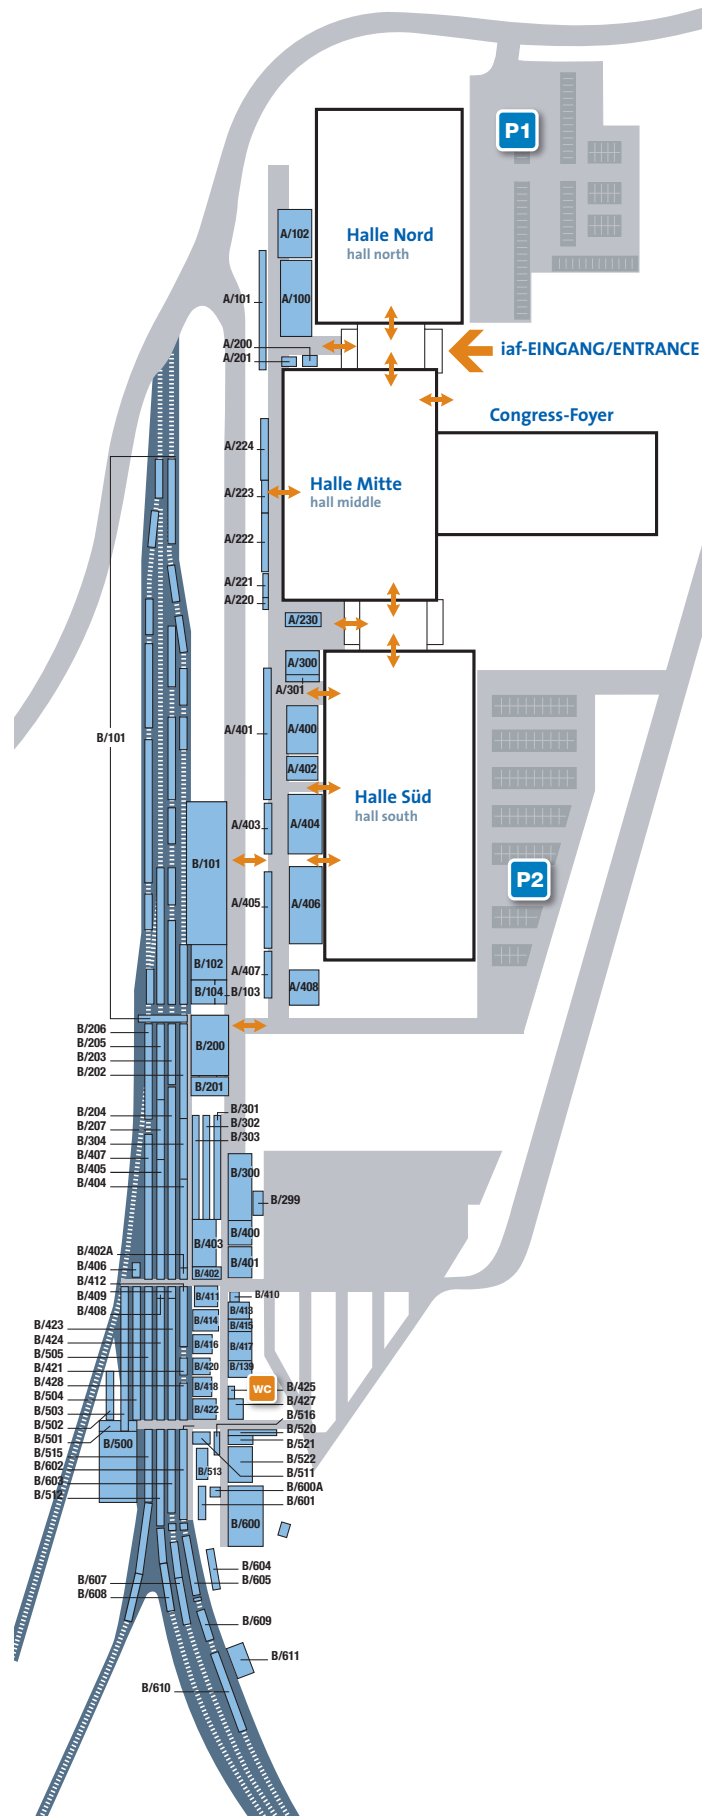 P1
A/102
Halle Nord
hall north
A/101
A/100
A/200
A/201
iaf-EINGANG/ENTRANCE
Congress-Foyer
A/224
Halle Mitte
hall middle
A/223
A/222
A/221
A/220
A/230
A/300
A/301
A/401
A/400
B/101
A/402
Halle Süd
hall south
A/403
A/404
B/101
P2
A/405
A/406
B/102
A/407
B/104
B/103
A/408
B/206
B/205
B/203
B/202
B/200
B/201
B/204
B/207
B/304
B/407
B/405
B/404
B/301
B/302
B/303
B/300
B/299
B/403
B/400
B/401
B/402
B/402A
B/406
B/412
B/409
B/408
B/411
B/410
B/413
B/414
B/415
B/423
B/424
B/505
B/421
B/428
B/504
B/503
B/502
B/501
B/416
B/417
B/420
B/139
B/418
WC
B/425
B/427
B/422
B/516
B/520
B/521
B/522
B/511
B/500
B/515
B/602
B/603
B/512
B/513
B/600A
B/601
B/600
B/604
B/605
B/607
B/608
B/609
B/611
B/610